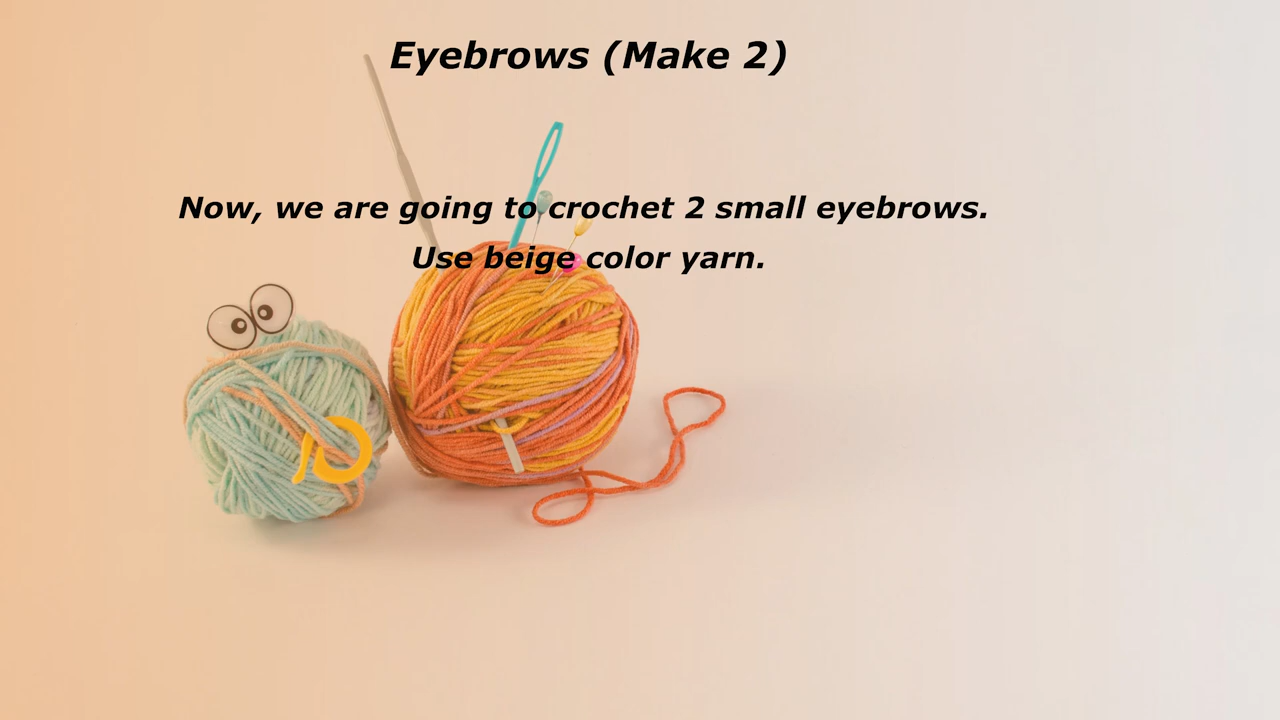 Eyebrows (Make 2)
Now, we are going to crochet 2 small eyebrows.
Use beige color yarn.